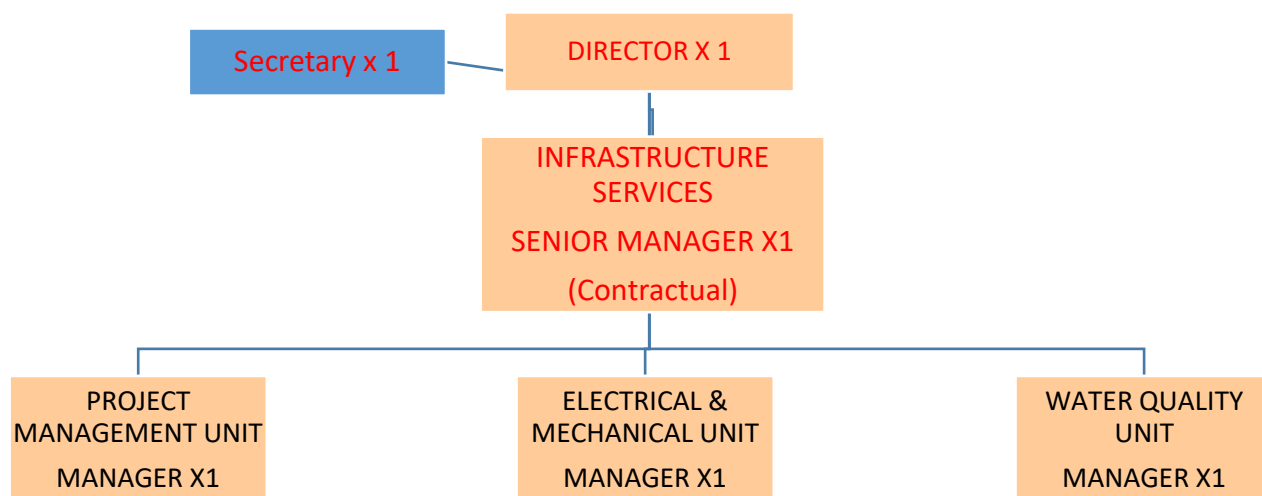 Secretary x 1
DIRECTOR X 1
INFRASTRUCTURE
SERVICES
SENIOR MANAGER X1
(Contractual)
PROJECT
MANAGEMENT UNIT
MANAGER X1
ELECTRICAL &
MECHANICAL UNIT
MANAGER X1
WATER QUALITY
UNIT
MANAGER X1